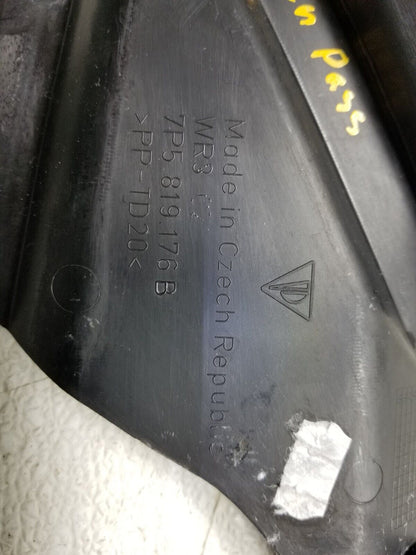 Pass
Made in Czech Republic
WR3
7P5.819.176 B
>PP-TD20<